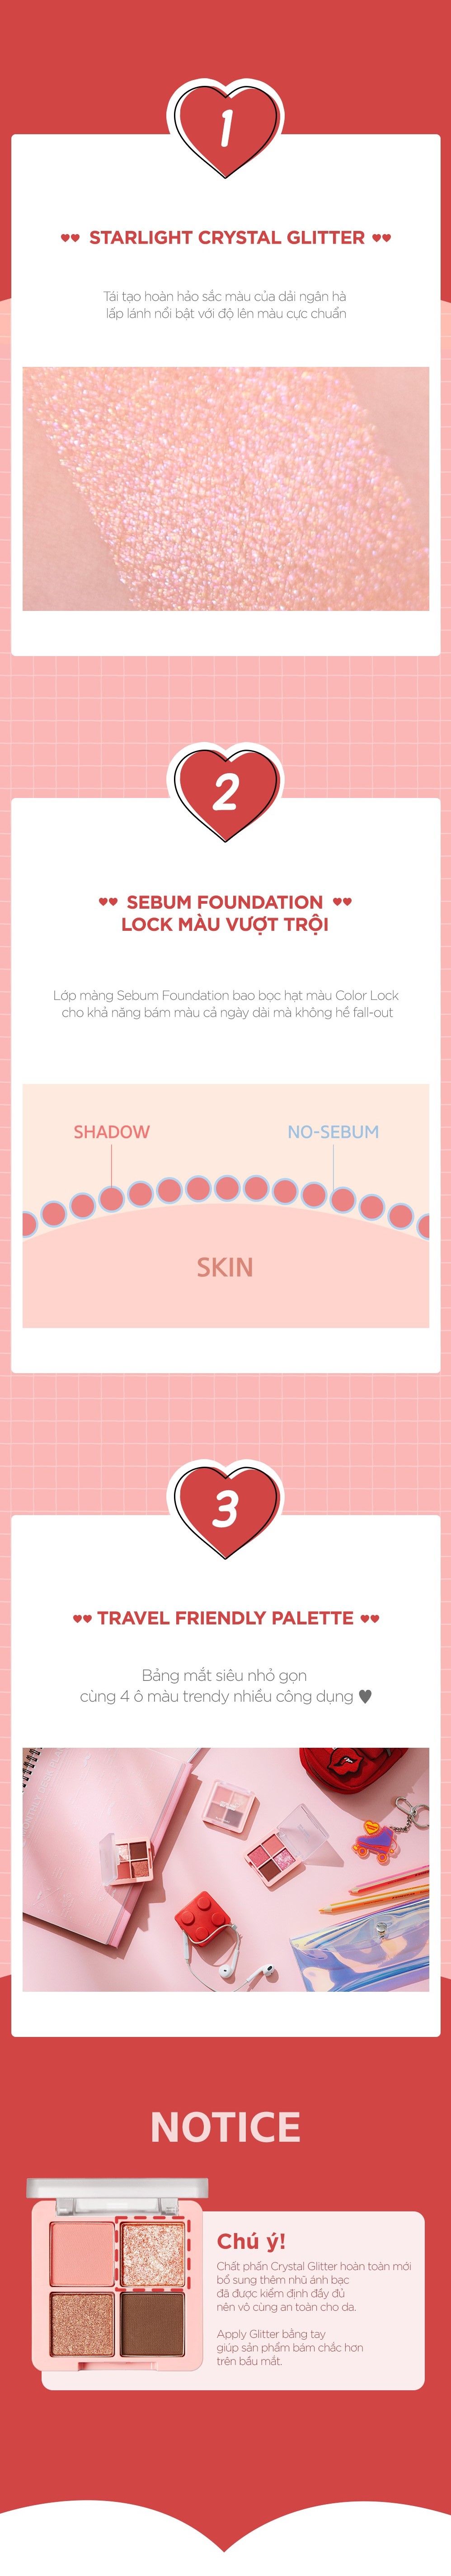 1
STARLIGHT CRYSTAL GLITTER
Tái tạo hoàn hảo sắc màu của dải ngân hà
lấp lánh nổi bật với độ lên màu cực chuẩn
2
SEBUM FOUNDATION
LOCK MÀU VƯỢT TRỘI
Lớp màng Sebum Foundation bao bọc hạt màu Color Lock
cho khả năng bám màu cả ngày dài mà không hề fall-out
SHADOW
NO-SEBUM
SKIN
3
TRAVEL FRIENDLY PALETTE
Bảng mắt siêu nhỏ gọn
cùng 4 ô màu trendy nhiều công dụng
NOTICE
Chú ý!
Chất phấn Crystal Glitter hoàn toàn mới
bổ sung thêm nhũ ánh bạc
đã được kiểm định đầy đủ
nên vô cùng an toàn cho da.
Apply Glitter bằng tay
giúp sản phẩm bám chắc hơn
trên bầu mắt.